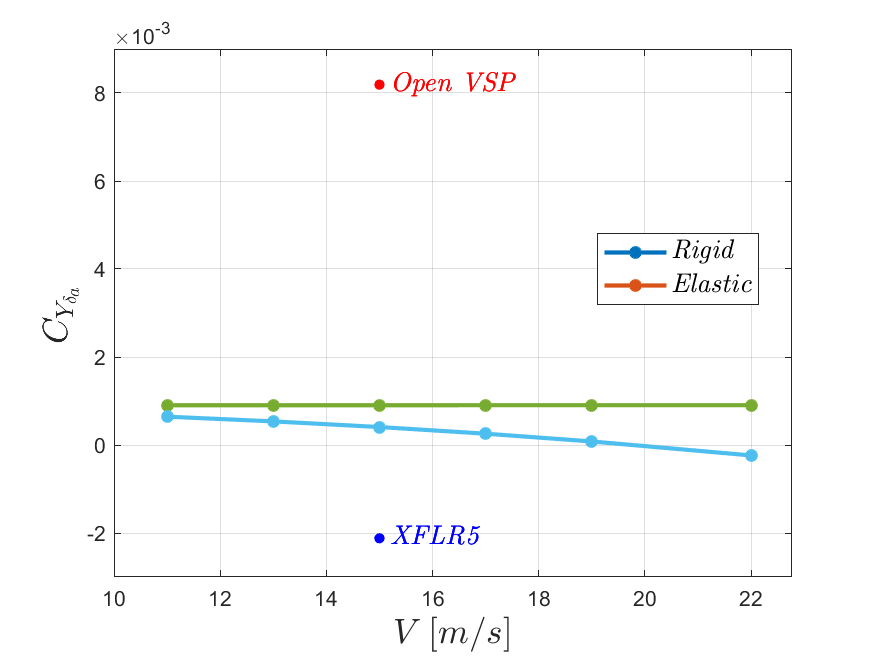 ×10⁻³
8
6
4
2
0
-2
10 12 14 16 18 20 22
C_{Y_{δa}}
V [m/s]
Open VSP
Rigid
Elastic
XFLR5